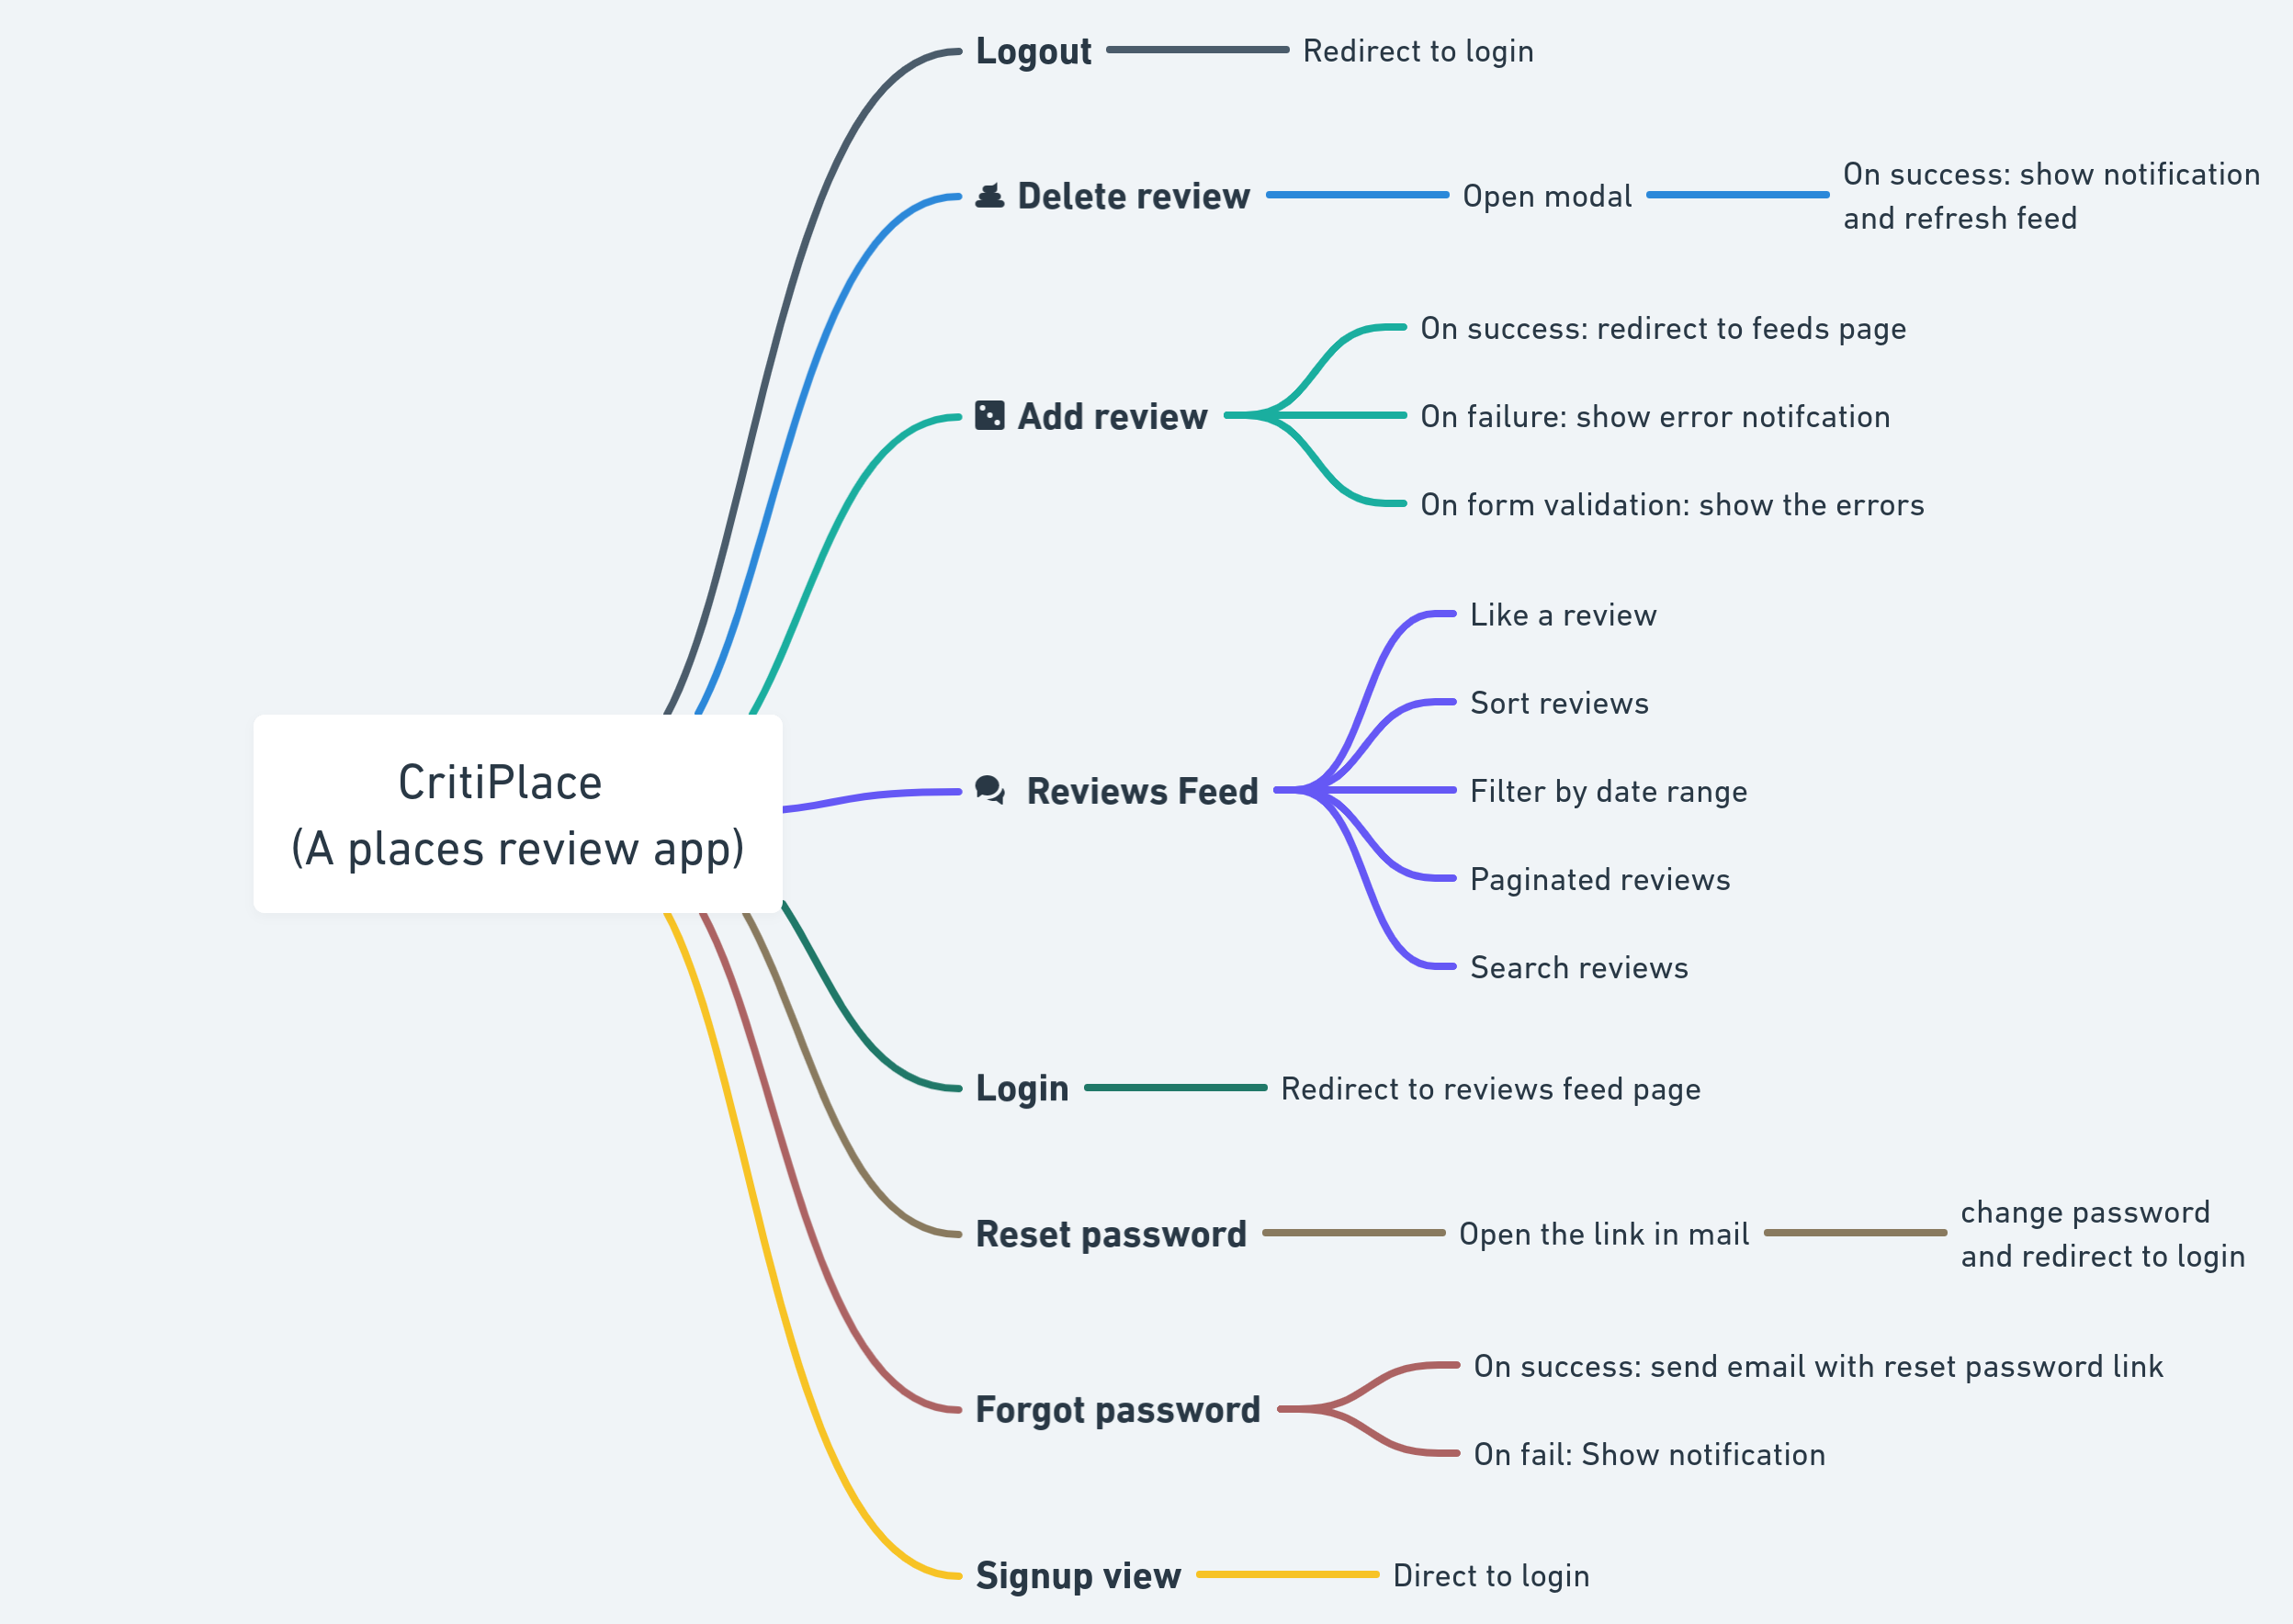 Logout
Redirect to login
Delete review
Open modal
On success: show notification
and refresh feed
Add review
On success: redirect to feeds page
On failure: show error notifcation
On form validation: show the errors
CritiPlace
(A places review app)
Reviews Feed
Like a review
Sort reviews
Filter by date range
Paginated reviews
Search reviews
Login
Redirect to reviews feed page
Reset password
Open the link in mail
change password
and redirect to login
Forgot password
On success: send email with reset password link
On fail: Show notification
Signup view
Direct to login